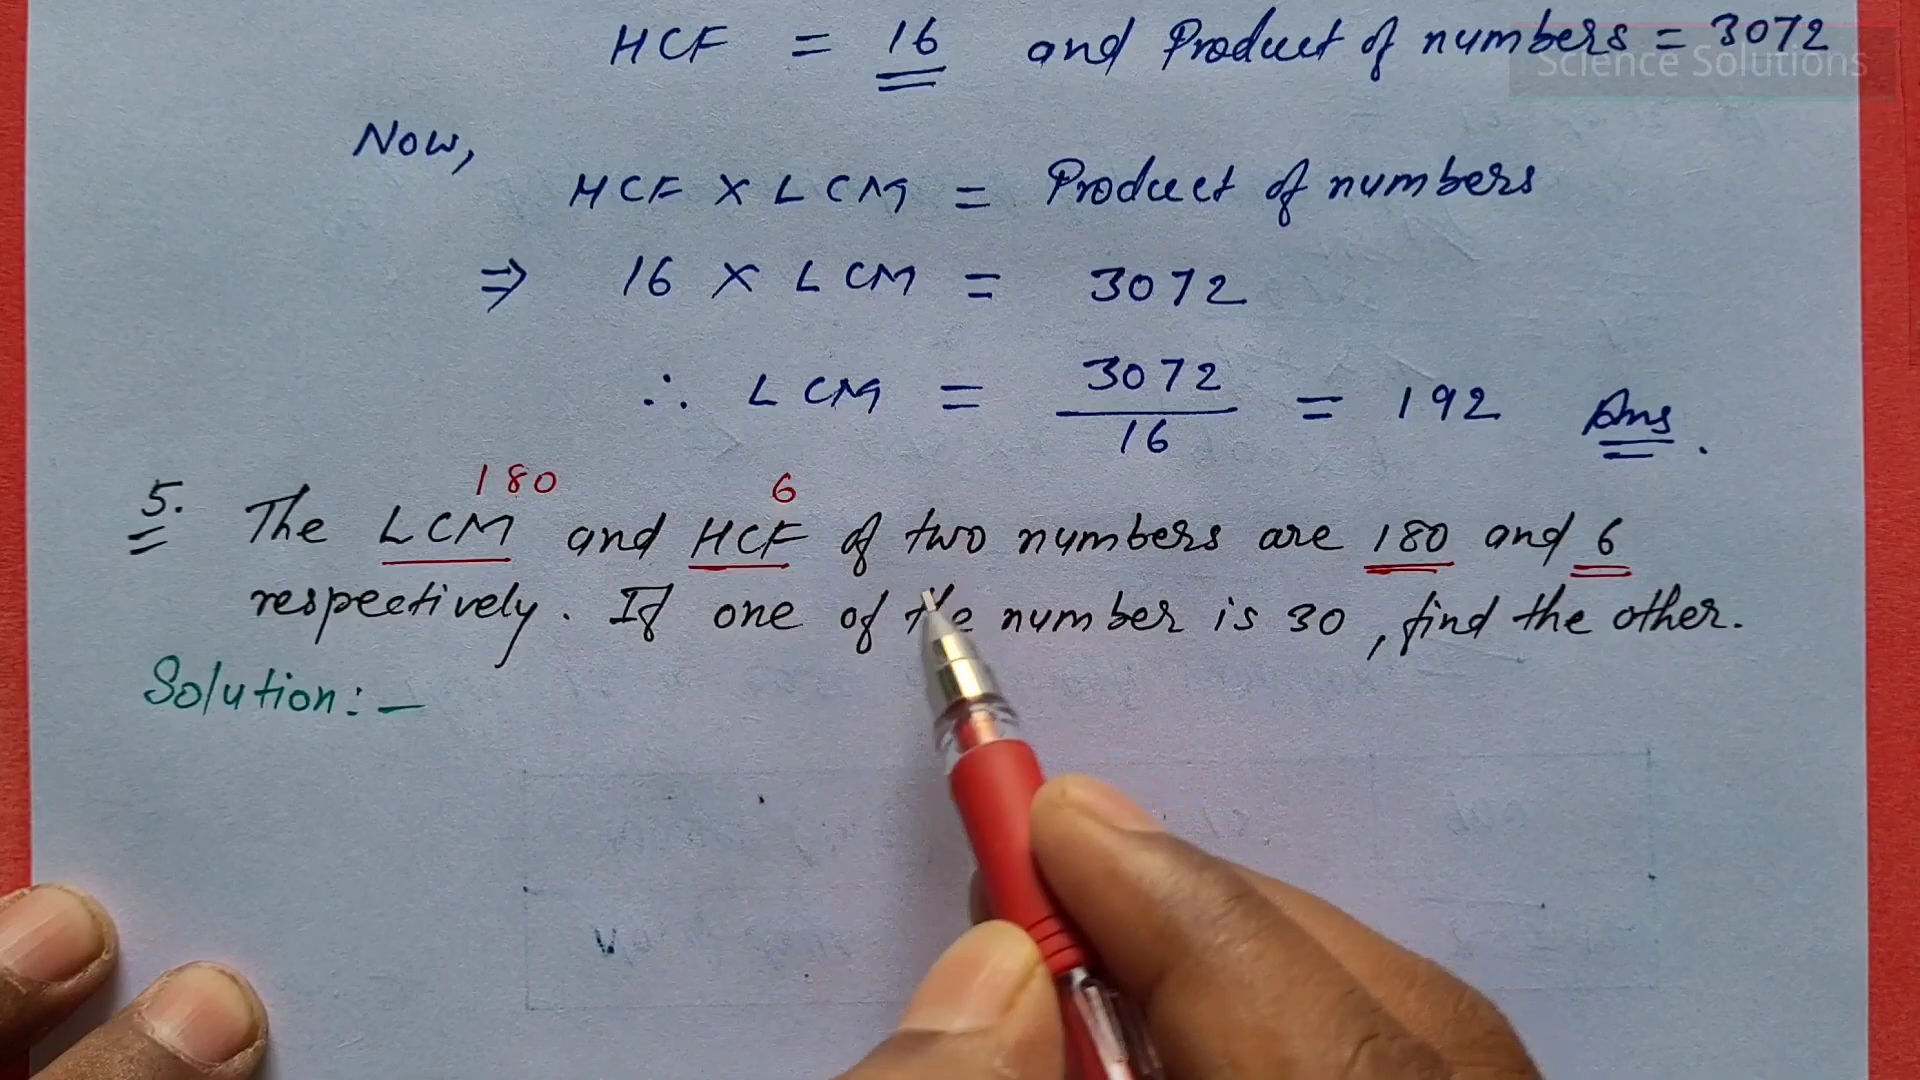 HCF = 16 and Product of numbers = 3072
Science Solutions
Now,
HCF X LCM = Product of numbers
⇒ 16 X LCM = 3072
∴ LCM = 3072/16 = 192 Ans.
180 6
5. The LCM and HCF of two numbers are 180 and 6
respectively. If one of the number is 30, find the other.
Solution:-